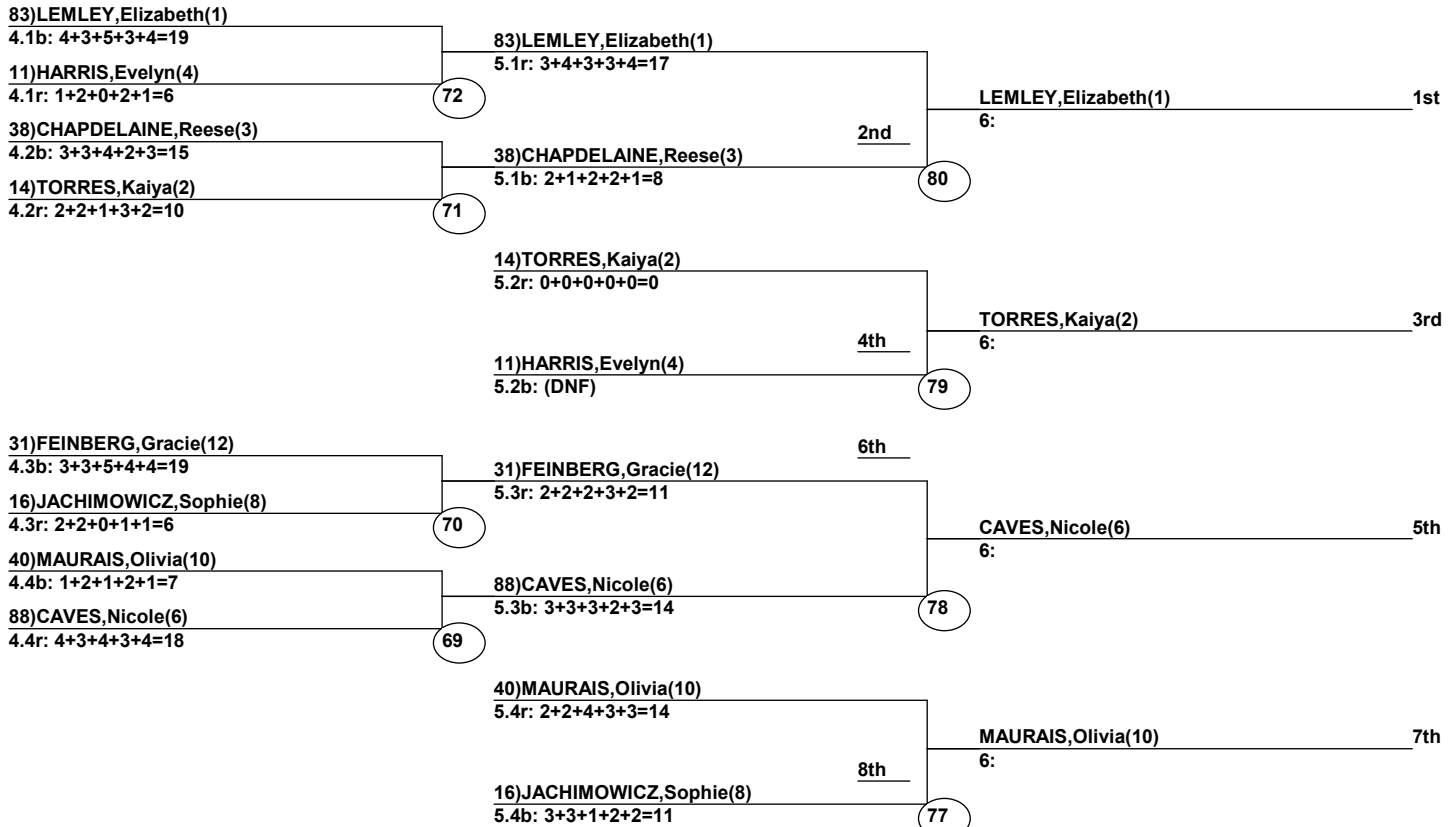 83)LEMLEY,Elizabeth(1)
4.1b: 4+3+5+3+4=19
11)HARRIS,Evelyn(4)
4.1r: 1+2+0+2+1=6
72
38)CHAPDELAINE,Reese(3)
4.2b: 3+3+4+2+3=15
14)TORRES,Kaiya(2)
4.2r: 2+2+1+3+2=10
71
83)LEMLEY,Elizabeth(1)
5.1r: 3+4+3+3+4=17
2nd
38)CHAPDELAINE,Reese(3)
5.1b: 2+1+2+2+1=8
80
LEMLEY,Elizabeth(1) 1st
6:
14)TORRES,Kaiya(2)
5.2r: 0+0+0+0+0=0
4th
11)HARRIS,Evelyn(4)
5.2b: (DNF)
79
TORRES,Kaiya(2) 3rd
6:
31)FEINBERG,Gracie(12)
4.3b: 3+3+5+4+4=19
16)JACHIMOWICZ,Sophie(8)
4.3r: 2+2+0+1+1=6
70
40)MAURAIS,Olivia(10)
4.4b: 1+2+1+2+1=7
88)CAVES,Nicole(6)
4.4r: 4+3+4+3+4=18
69
6th
31)FEINBERG,Gracie(12)
5.3r: 2+2+2+3+2=11
88)CAVES,Nicole(6)
5.3b: 3+3+3+2+3=14
78
CAVES,Nicole(6) 5th
6:
40)MAURAIS,Olivia(10)
5.4r: 2+2+4+3+3=14
8th
16)JACHIMOWICZ,Sophie(8)
5.4b: 3+3+1+2+2=11
77
MAURAIS,Olivia(10) 7th
6: